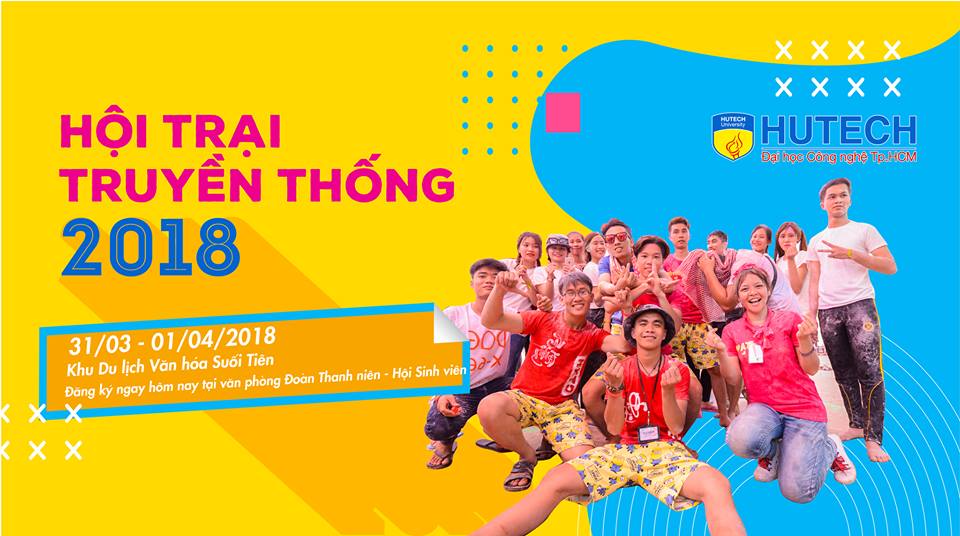 HỘI TRẠI
TRUYỀN THỐNG
2018
31/03 - 01/04/2018
Khu Du lịch Văn hóa Suối Tiên
Đăng ký ngay hôm nay tại văn phòng Đoàn Thanh niên - Hội Sinh viên
HUTECH
University
HUTECH
Đại học Công nghệ Tp.HCM